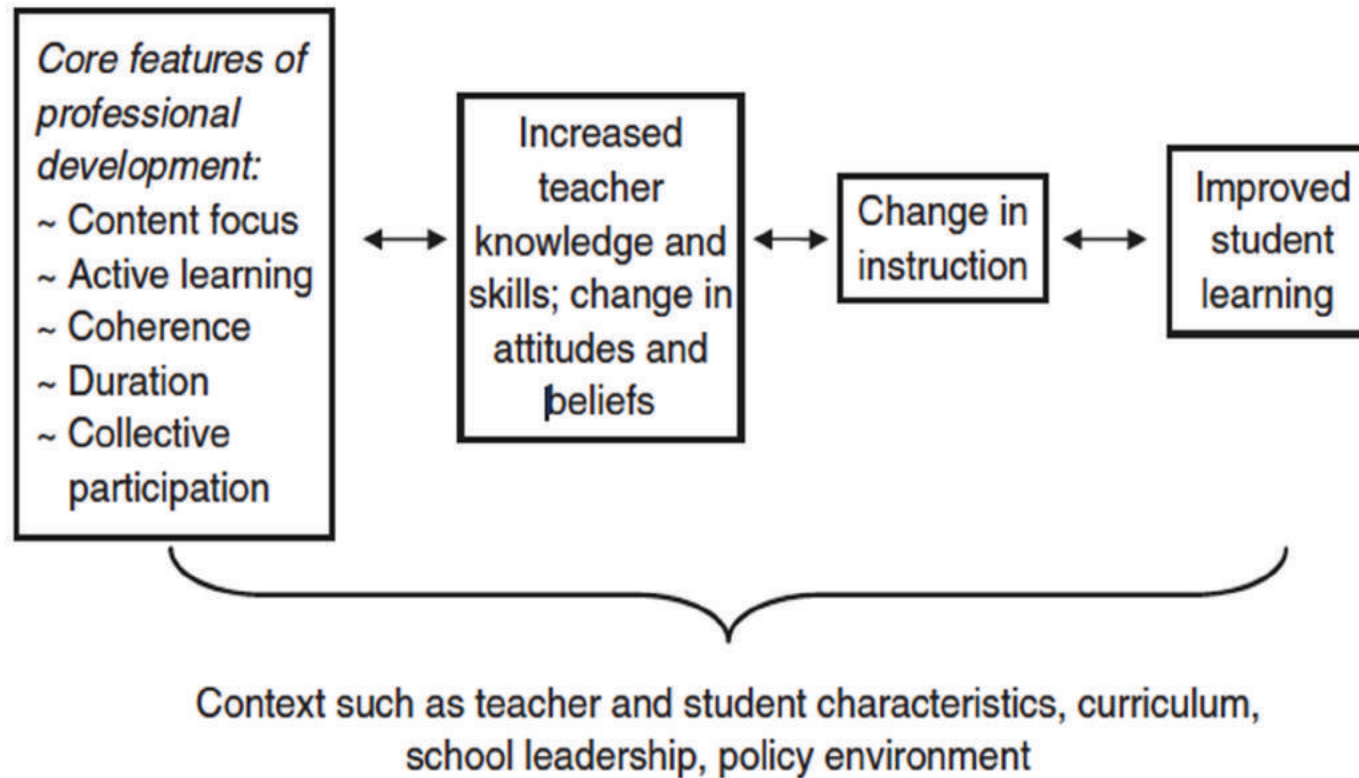 Core features of
professional
development:
~ Content focus
~ Active learning
~ Coherence
~ Duration
~ Collective
participation
Increased
teacher
knowledge and
skills; change in
attitudes and
beliefs
Change in
instruction
Improved
student
learning
Context such as teacher and student characteristics, curriculum,
school leadership, policy environment